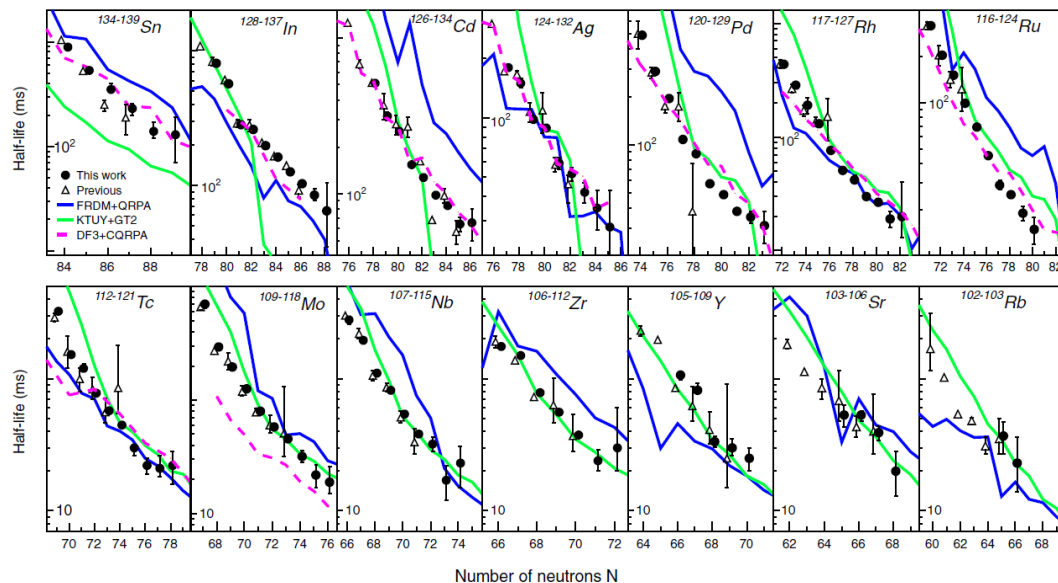 134-139Sn
128-137In
126-134Cd
124-132Ag
120-129Pd
117-127Rh
116-124Ru
Half-life (ms)
10²
10²
10²
10²
10²
10²
10²
This work
Previous
FRDM+QRPA
KTUY+GT2
DF3+CQRPA
84 86 88
78 80 82 84 86 88
76 78 80 82 84 86
76 78 80 82 84 86
74 76 78 80 82
72 74 76 78 80 82
72 74 76 78 80 82
112-121Tc
109-118Mo
107-115Nb
106-112Zr
105-109Y
103-106Sr
102-103Rb
Half-life (ms)
10
10
10
10
10
10
10
70 72 74 76 78
68 70 72 74 76
66 68 70 72 74
66 68 70 72
64 66 68 70
62 64 66 68
60 62 64 66 68
Number of neutrons N